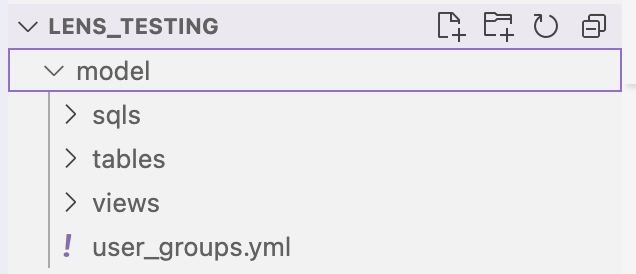 LENS_TESTING
model
sqls
tables
views
! user_groups.yml